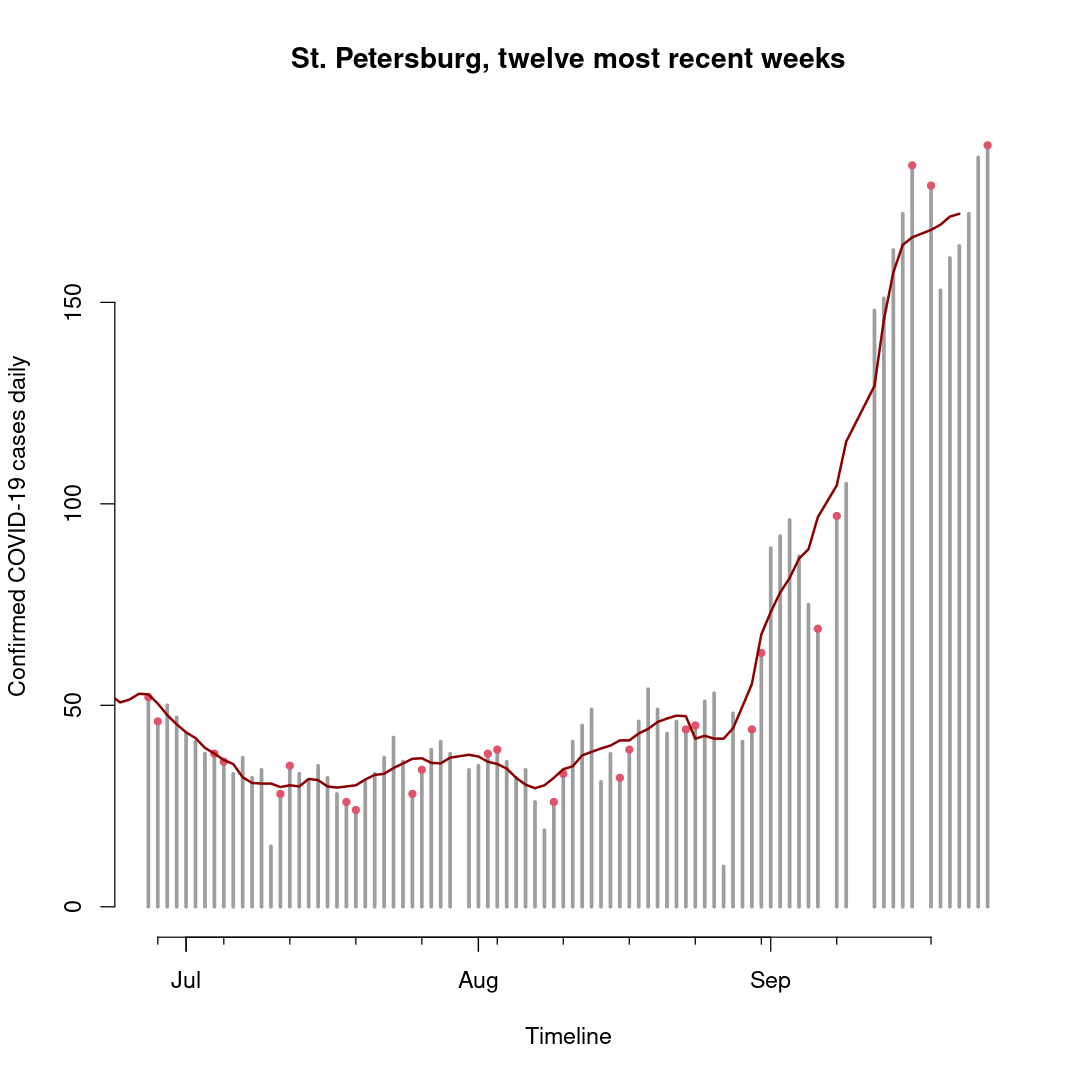 St. Petersburg, twelve most recent weeks
Confirmed COVID-19 cases daily
150
100
50
0
Jul Aug Sep
Timeline